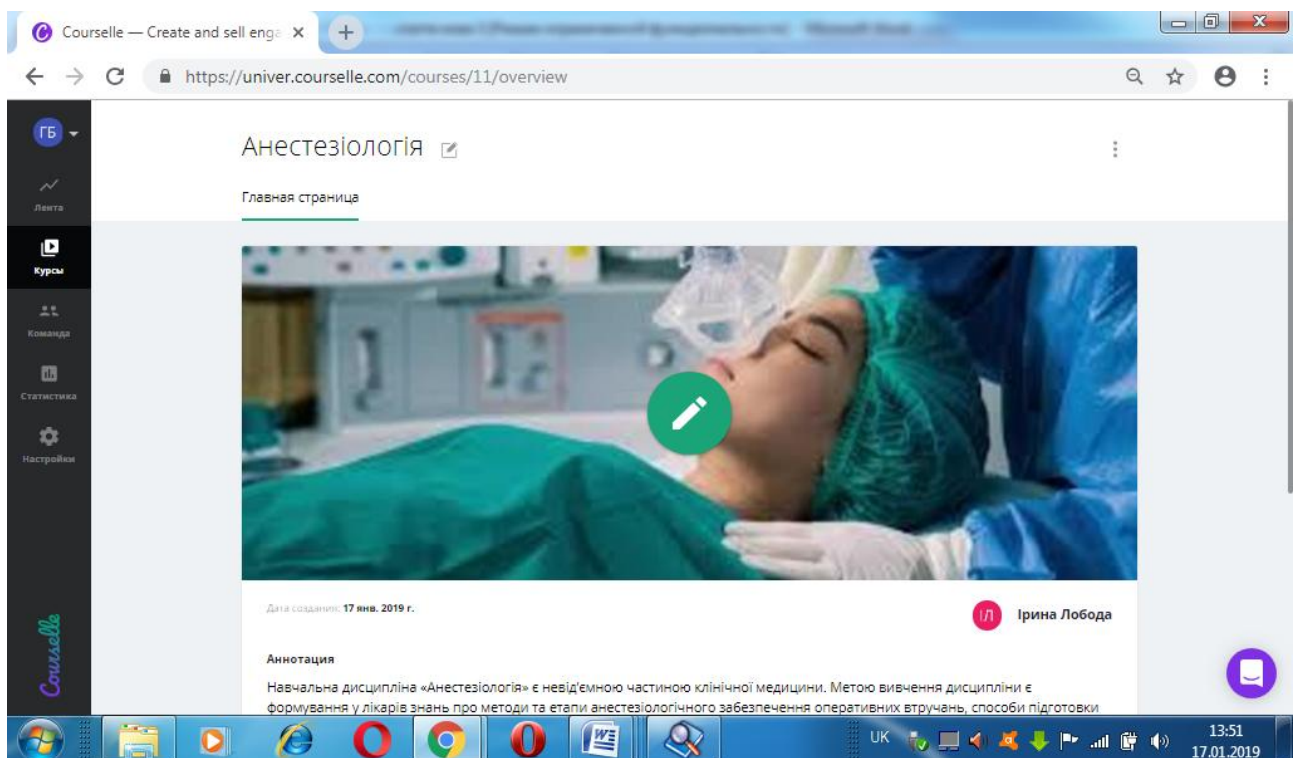 Courselle — Create and sell enga
https://univer.courselle.com/courses/11/overview
ГБ
Анестезіологія
Лента
Главная страница
Курсы
Команда
Статистика
Настройки
Дата создания: 17 янв. 2019 г.
ІЛ
Ірина Лобода
Аннотация
Навчальна дисципліна «Анестезіологія» є невід'ємною частиною клінічної медицини. Метою вивчення дисципліни є
формування у лікарів знань про методи та етапи анестезіологічного забезпечення оперативних втручань, способи підготовки
Courselle
UK
13:51
17.01.2019